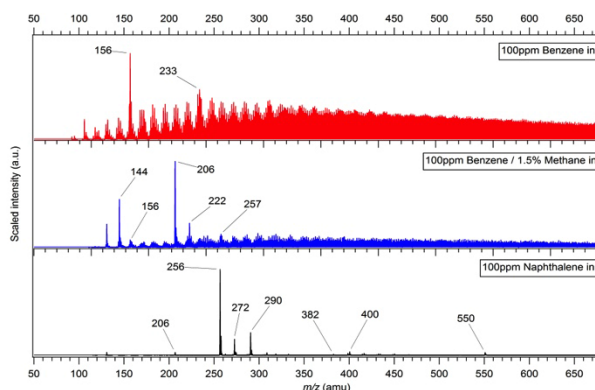 50 100 150 200 250 300 350 400 450 500 550 600 650
156
233
100ppm Benzene in
144
206
100ppm Benzene / 1.5% Methane in
156
222
257
256
100ppm Naphthalene in
272
290
206
382
400
550
Scaled intensity (a.u.)
50 100 150 200 250 300 350 400 450 500 550 600 650
m/z (amu)